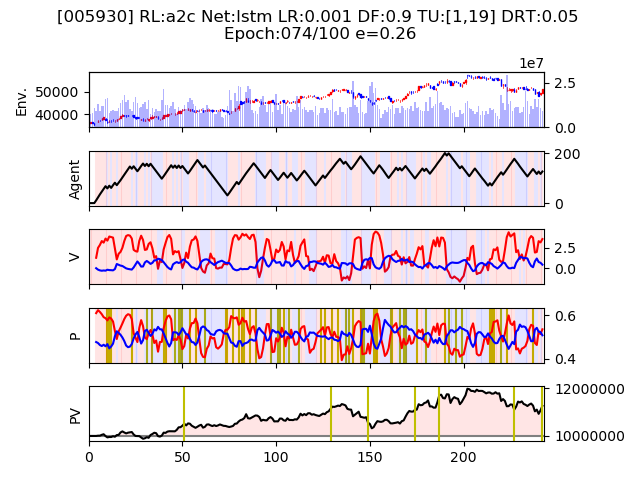 [005930] RL:a2c Net:lstm LR:0.001 DF:0.9 TU:[1,19] DRT:0.05
Epoch:074/100 e=0.26
1e7
Env.
50000
40000
2.5
0.0
Agent
200
0
V
2.5
0.0
P
0.6
0.4
PV
12000000
10000000
0 50 100 150 200